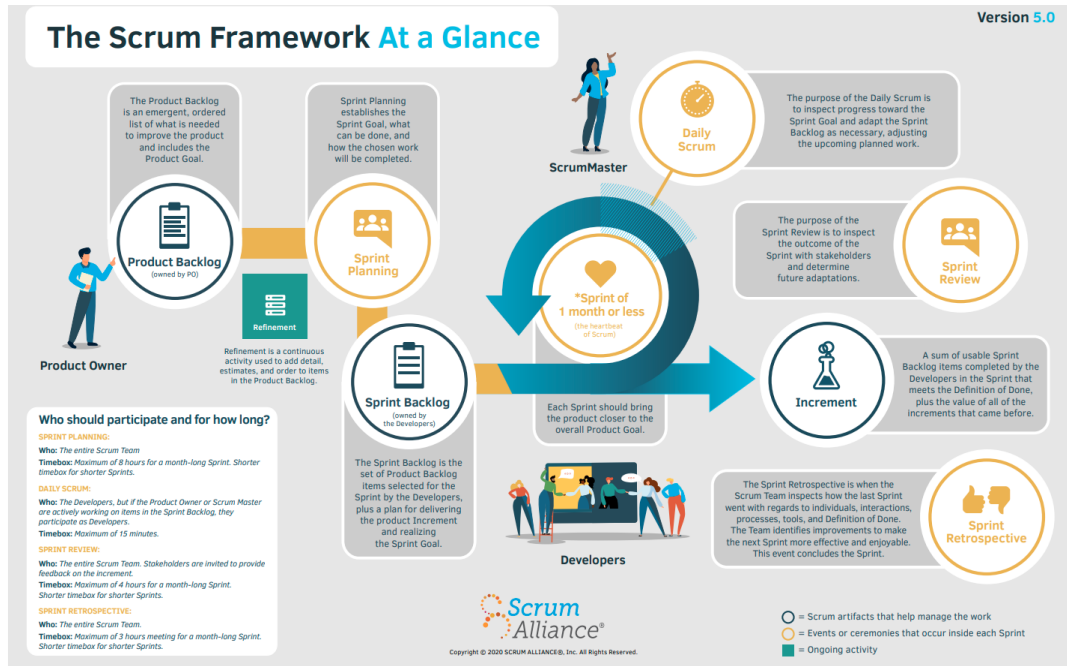 The Scrum Framework At a Glance
Version 5.0
The Product Backlog
is an emergent, ordered
list of what is needed
to improve the product
and includes the
Product Goal.
Product Backlog
(owned by PO)
Product Owner
Sprint Planning
establishes the
Sprint Goal, what
can be done, and
how the chosen work
will be completed.
Sprint
Planning
Refinement
Refinement is a continuous
activity used to add detail,
estimates, and order to items
in the Product Backlog.
Sprint Backlog
(owned by
the Developers)
The Sprint Backlog is the
set of Product Backlog
items selected for the
Sprint by the Developers,
plus a plan for delivering
the product Increment
and realizing
the Sprint Goal.
ScrumMaster
Daily
Scrum
The purpose of the Daily Scrum is
to inspect progress toward the
Sprint Goal and adapt the Sprint
Backlog as necessary, adjusting
the upcoming planned work.
*Sprint of
1 month or less
(the heartbeat
of Scrum)
Each Sprint should bring
the product closer to the
overall Product Goal.
Developers
The purpose of the
Sprint Review is to inspect
the outcome of the
Sprint with stakeholders
and determine
future adaptations.
Sprint
Review
Increment
A sum of usable Sprint
Backlog items completed by the
Developers in the Sprint that
meets the Definition of Done,
plus the value of all of the
increments that came before.
The Sprint Retrospective is when the
Scrum Team inspects how the last Sprint
went with regards to individuals, interactions,
processes, tools, and Definition of Done.
The Team identifies improvements to make
the next Sprint more effective and enjoyable.
This event concludes the Sprint.
Sprint
Retrospective
Who should participate and for how long?
SPRINT PLANNING:
Who: The entire Scrum Team
Timebox: Maximum of 8 hours for a month-long Sprint. Shorter
timebox for shorter Sprints.
DAILY SCRUM:
Who: The Developers, but if the Product Owner or Scrum Master
are actively working on items in the Sprint Backlog, they
participate as Developers.
Timebox: Maximum of 15 minutes.
SPRINT REVIEW:
Who: The entire Scrum Team. Stakeholders are invited to provide
feedback on the Increment.
Timebox: Maximum of 4 hours for a month-long Sprint.
Shorter timebox for shorter Sprints.
SPRINT RETROSPECTIVE:
Who: The entire Scrum Team.
Timebox: Maximum of 3 hours meeting for a month-long Sprint.
Shorter timebox for shorter Sprints.
Scrum
Alliance®
Copyright © 2020 SCRUM ALLIANCE®, Inc. All Rights Reserved.
= Scrum artifacts that help manage the work
= Events or ceremonies that occur inside each Sprint
= Ongoing activity